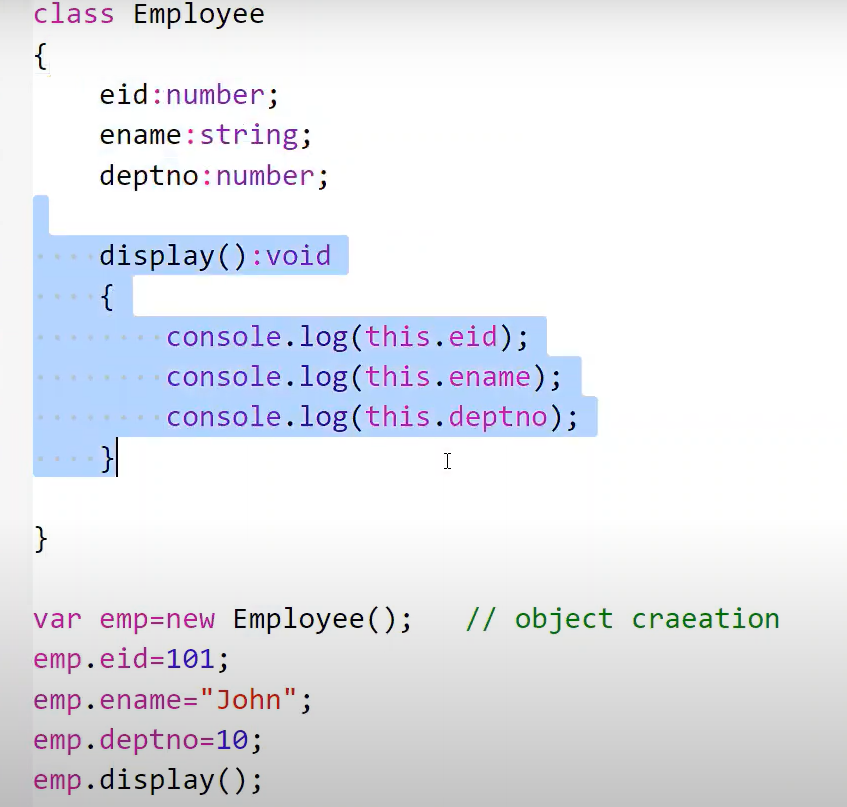 class Employee
{
eid:number;
ename:string;
deptno:number;
display():void
{
console.log(this.eid);
console.log(this.ename);
console.log(this.deptno);
}
}
var emp=new Employee();   // object craeation
emp.eid=101;
emp.ename="John";
emp.deptno=10;
emp.display();